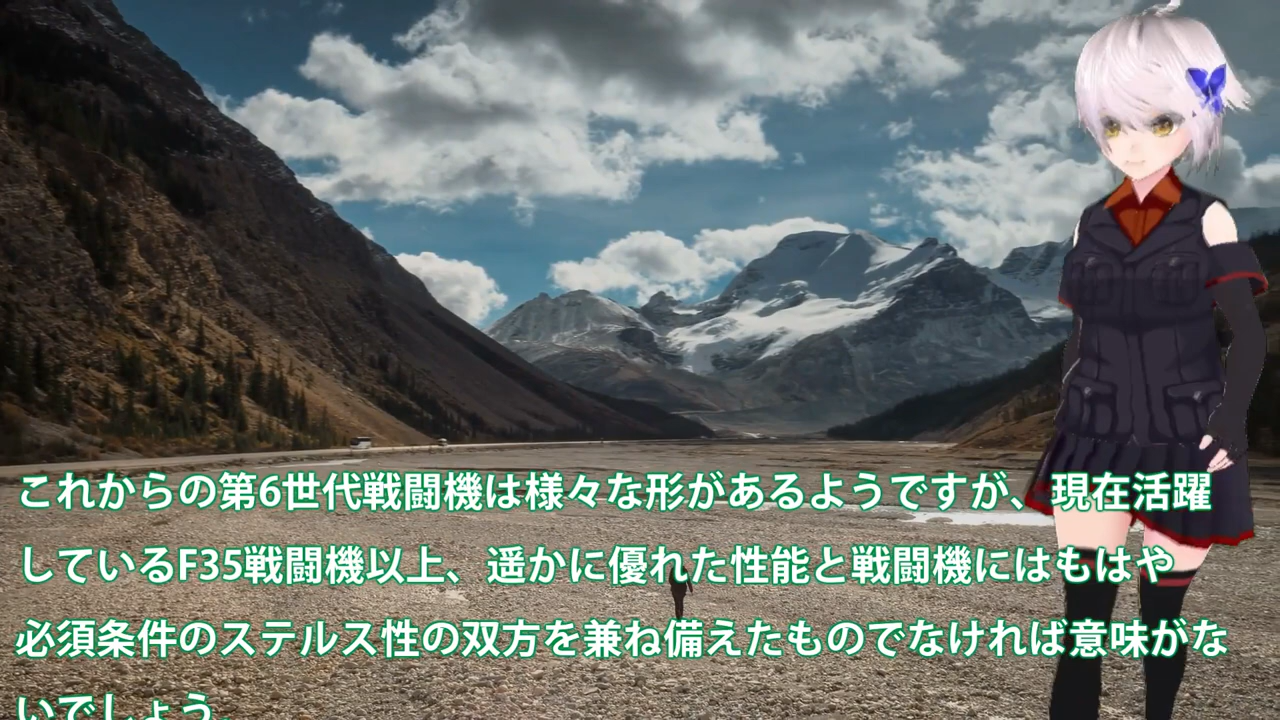 これからの第6世代戦闘機は様々な形があるようですが、現在活躍
しているF35戦闘機以上、遥かに優れた性能と戦闘機にはもはや
必須条件のステルス性の双方を兼ね備えたものでなければ意味がな
いでしょう。